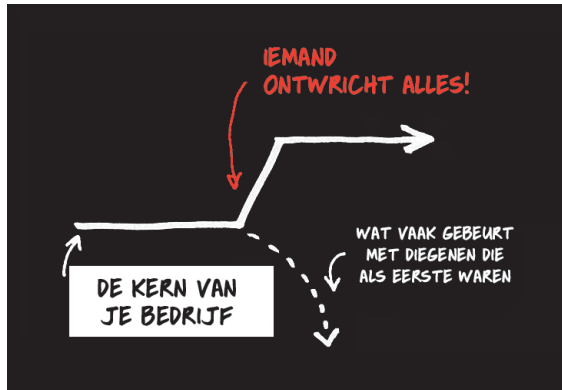 IEMAND
ONTWRICHT ALLES!
WAT VAAK GEBEURT
MET DIEGENEN DIE
ALS EERSTE WAREN
DE KERN VAN
JE BEDRIJF